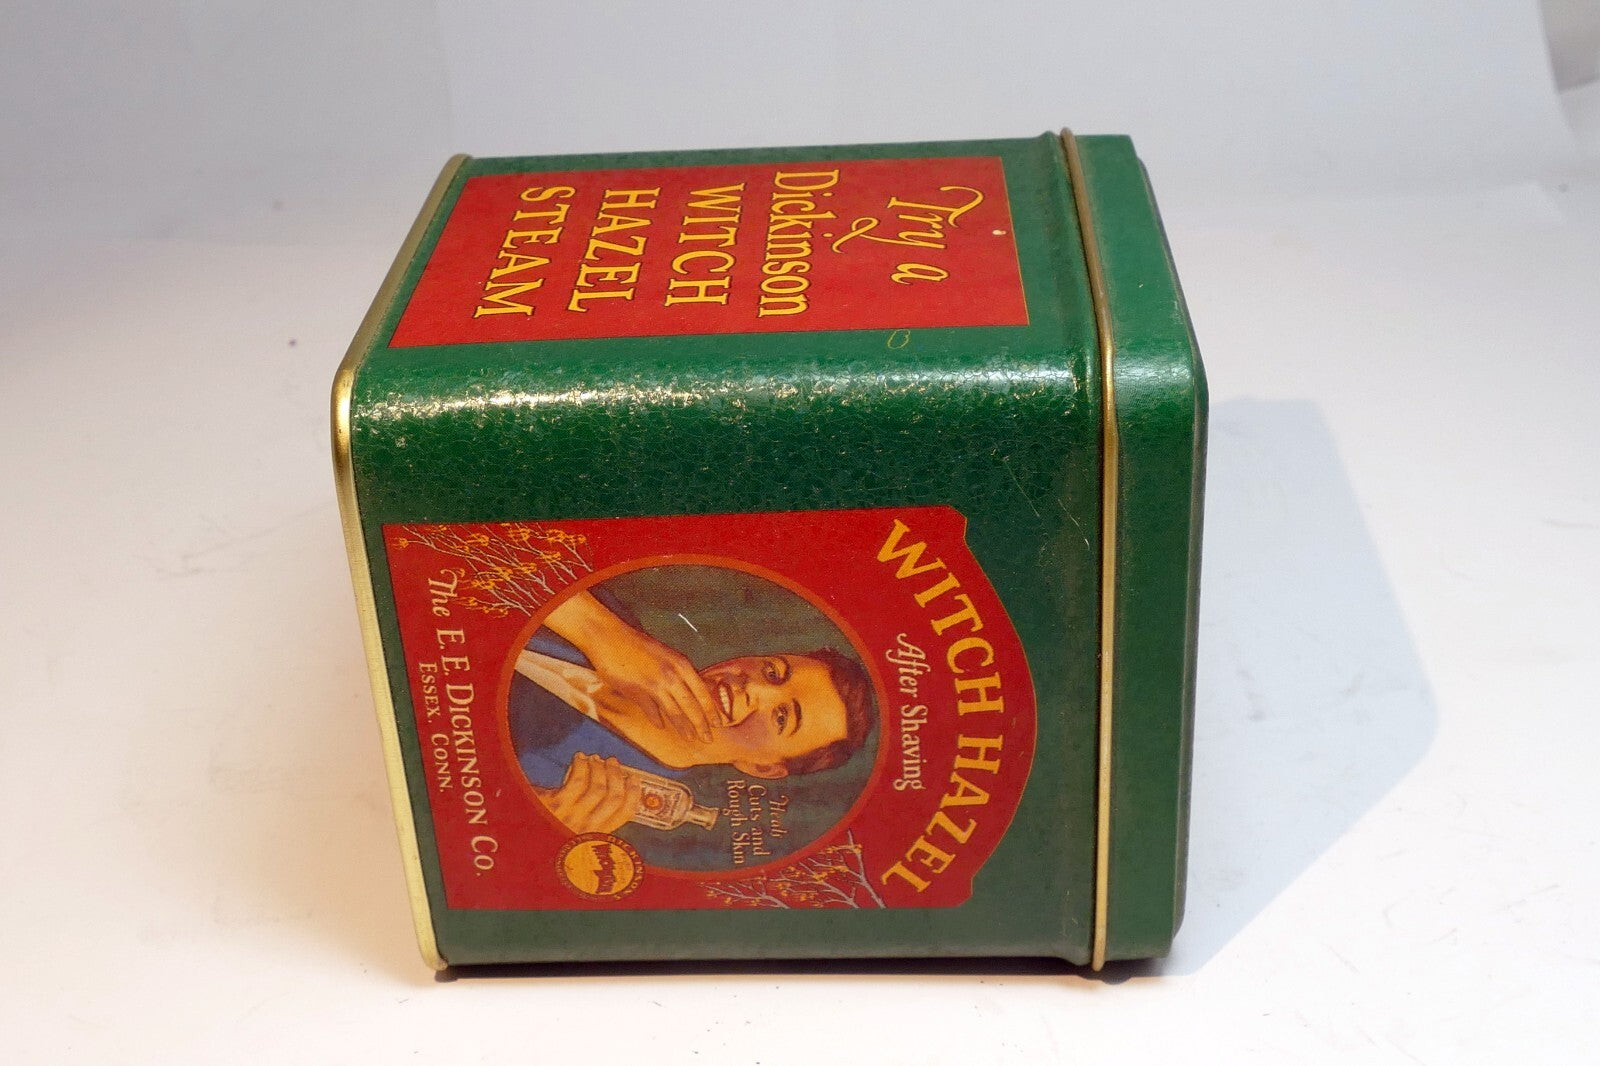 Try a
Dickinson
WITCH
HAZEL
STEAM
WITCH HAZEL
After Shaving
Heals
Cuts and
Rough Skin
The E. E. DICKINSON CO.
ESSEX, CONN.